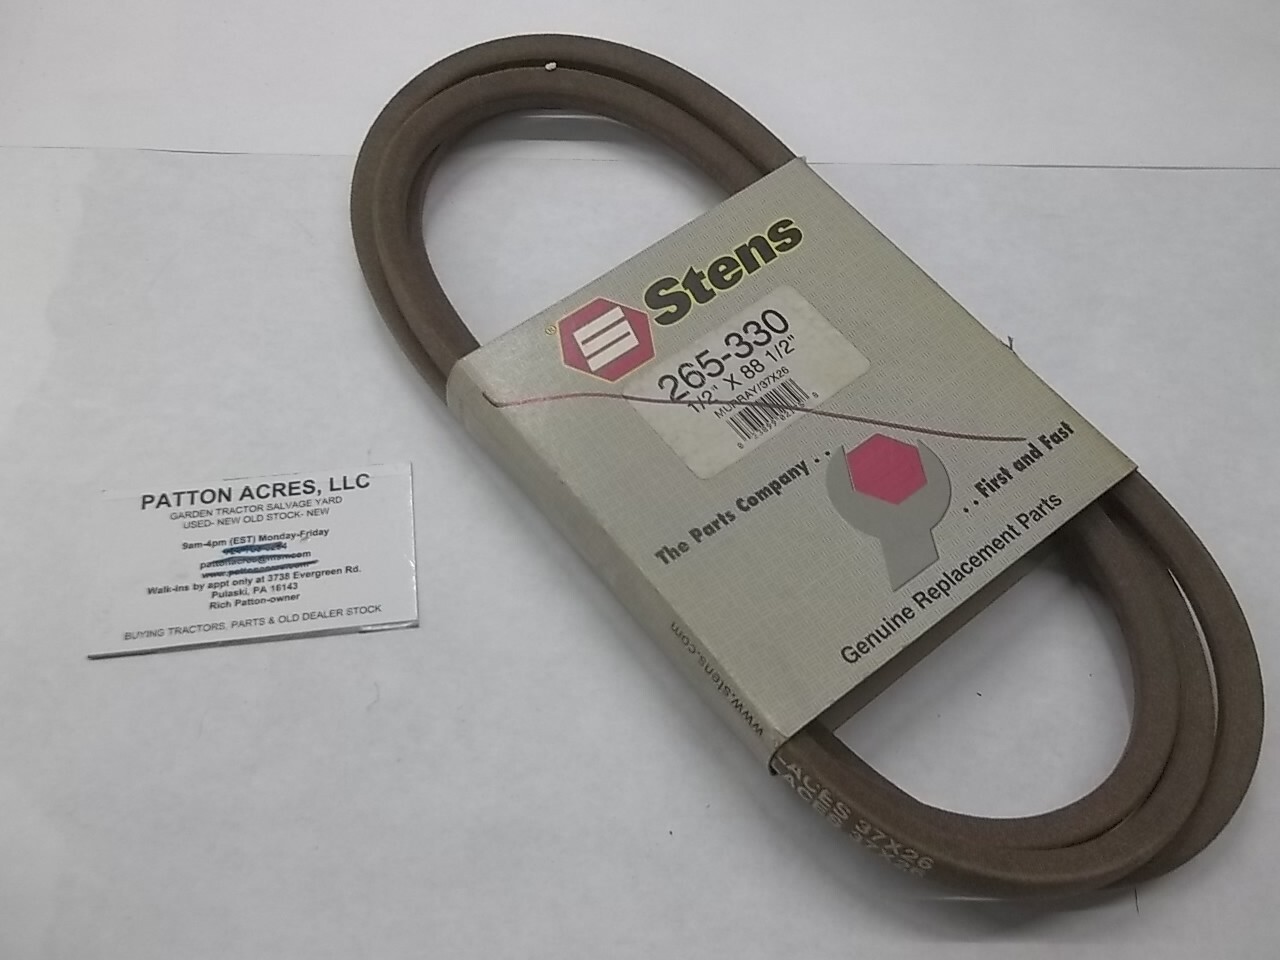 ® Stens
265-330
1/2" X 88 1/2"
MURRAY/37X26
The Parts Company . .
. . First and Fast
Genuine Replacement Parts
www.stens.com
LACES 37X26
LACES 37X26
PATTON ACRES, LLC
GARDEN TRACTOR SALVAGE YARD
USED- NEW OLD STOCK- NEW
9am-4pm (EST) Monday-Friday
Walk-ins by appt only at 3738 Evergreen Rd.
Pulaski, PA 16143
Rich Patton-owner
BUYING TRACTORS, PARTS & OLD DEALER STOCK